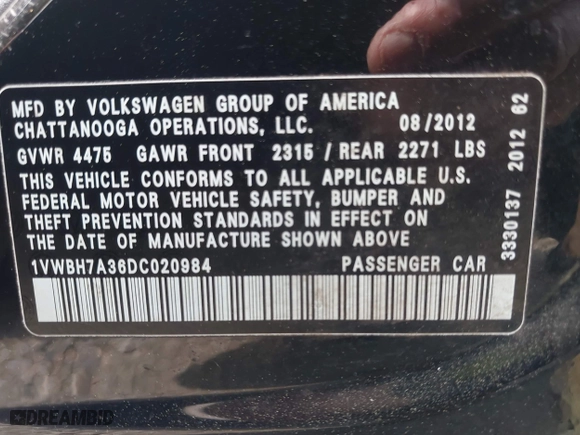 MFD BY VOLKSWAGEN GROUP OF AMERICA
CHATTANOOGA OPERATIONS, LLC. 08/2012
GVWR 4475 GAWR FRONT 2315 / REAR 2271 LBS
THIS VEHICLE CONFORMS TO ALL APPLICABLE U.S.
FEDERAL MOTOR VEHICLE SAFETY, BUMPER AND
THEFT PREVENTION STANDARDS IN EFFECT ON
THE DATE OF MANUFACTURE SHOWN ABOVE
1VWBH7A36DC020984 PASSENGER CAR
3330137 2012 62
DREAMBID